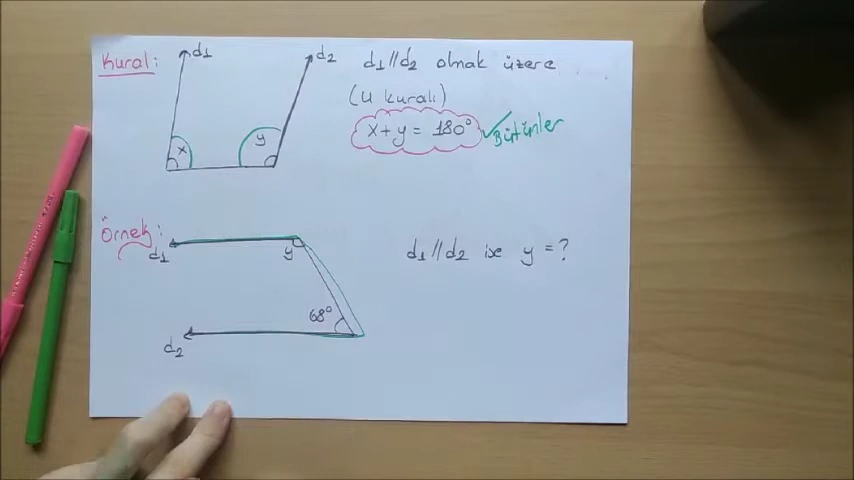 Kural:
d1
d2
d1//d2 olmak üzere
(U kuralı)
x
y
x+y = 180°
Bütünler
Örnek:
d1
y
d1//d2 ise y = ?
68°
d2